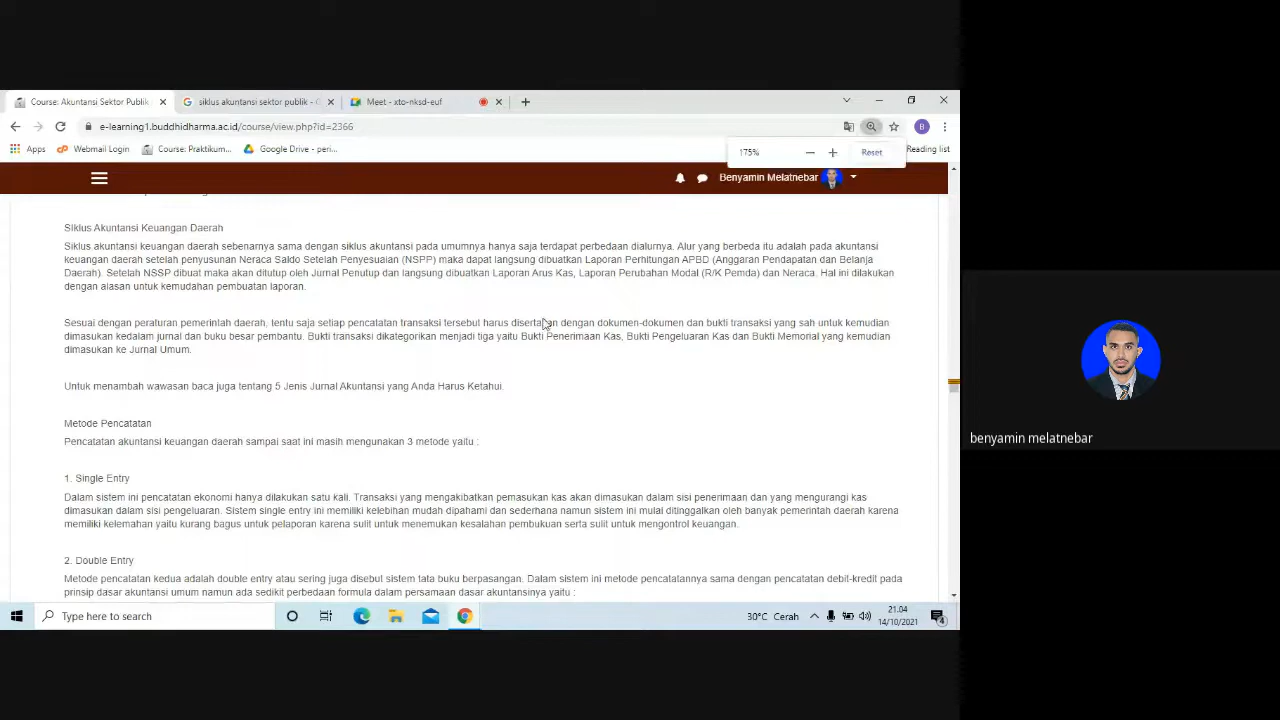 Course: Akuntansi Sektor Publik
siklus akuntansi sektor publik - G
Meet - xto-nksd-euf
e-learning1.buddhidharma.ac.id/course/view.php?id=2366
B
Apps
Webmail Login
Course: Praktikum...
Google Drive - peri...
Reading list
175%
Reset
Benyamin Melatnebar
Siklus Akuntansi Keuangan Daerah
Siklus akuntansi keuangan daerah sebenarnya sama dengan siklus akuntansi pada umumnya hanya saja terdapat perbedaan dialurnya. Alur yang berbeda itu adalah pada akuntansi
keuangan daerah setelah penyusunan Neraca Saldo Setelah Penyesuaian (NSPP) maka dapat langsung dibuatkan Laporan Perhitungan APBD (Anggaran Pendapatan dan Belanja
Daerah). Setelah NSSP dibuat maka akan ditutup oleh Jurnal Penutup dan langsung dibuatkan Laporan Arus Kas, Laporan Perubahan Modal (R/K Pemda) dan Neraca. Hal ini dilakukan
dengan alasan untuk kemudahan pembuatan laporan.
Sesuai dengan peraturan pemerintah daerah, tentu saja setiap pencatatan transaksi tersebut harus disertakan dengan dokumen-dokumen dan bukti transaksi yang sah untuk kemudian
dimasukan kedalam jurnal dan buku besar pembantu. Bukti transaksi dikategorikan menjadi tiga yaitu Bukti Penerimaan Kas, Bukti Pengeluaran Kas dan Bukti Memorial yang kemudian
dimasukan ke Jurnal Umum.
Untuk menambah wawasan baca juga tentang 5 Jenis Jurnal Akuntansi yang Anda Harus Ketahui.
Metode Pencatatan
Pencatatan akuntansi keuangan daerah sampai saat ini masih mengunakan 3 metode yaitu :
1. Single Entry
Dalam sistem ini pencatatan ekonomi hanya dilakukan satu kali. Transaksi yang mengakibatkan pemasukan kas akan dimasukan dalam sisi penerimaan dan yang mengurangi kas
dimasukan dalam sisi pengeluaran. Sistem single entry ini memiliki kelebihan mudah dipahami dan sederhana namun sistem ini mulai ditinggalkan oleh banyak pemerintah daerah karena
memiliki kelemahan yaitu kurang bagus untuk pelaporan karena sulit untuk menemukan kesalahan pembukuan serta sulit untuk mengontrol keuangan.
2. Double Entry
Metode pencatatan kedua adalah double entry atau sering juga disebul sistem tata buku berpasangan. Dalam sistem ini metode pencatatannya sama dengan pencatatan debit-kredit pada
prinsip dasar akuntansi umum namun ada sedikit perbedaan formula dalam persamaan dasar akuntansinya yaitu :
benyamin melatnebar
Type here to search
30°C Cerah
21.04
14/10/2021
4